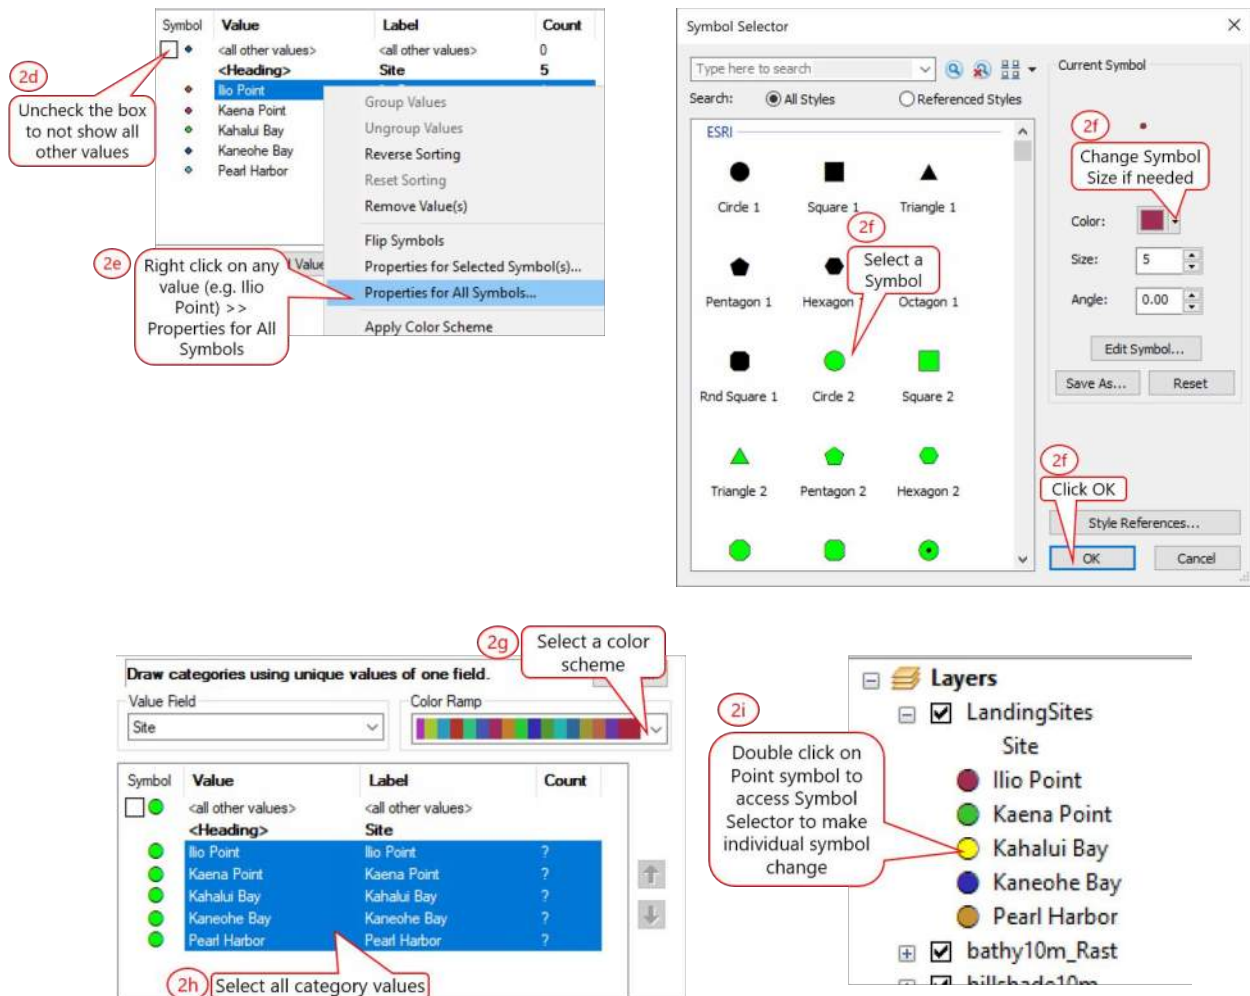 Symbol Value Label Count
<all other values> <all other values> 0
<Heading> Site 5
Ilio Point
Kaena Point
Kahalui Bay
Kaneohe Bay
Pearl Harbor
Group Values
Ungroup Values
Reverse Sorting
Reset Sorting
Remove Value(s)
Flip Symbols
Properties for Selected Symbol(s)...
Properties for All Symbols...
Apply Color Scheme
Value
2d
Uncheck the box
to not show all
other values
2e
Right click on any
value (e.g. Ilio
Point) >>
Properties for All
Symbols
Symbol Selector
Type here to search
Search: All Styles Referenced Styles
ESRI
Circle 1 Square 1 Triangle 1
Pentagon 1 Hexagon Octagon 1
Rnd Square 1 Circle 2 Square 2
Triangle 2 Pentagon 2 Hexagon 2
2f
Select a
Symbol
Current Symbol
2f
Change Symbol
Size if needed
Color:
Size: 5
Angle: 0.00
Edit Symbol...
Save As... Reset
2f
Click OK
Style References...
OK Cancel
2g
Select a color
scheme
Draw categories using unique values of one field.
Value Field Color Ramp
Site
Symbol Value Label Count
<all other values> <all other values>
<Heading> Site
Ilio Point Ilio Point ?
Kaena Point Kaena Point ?
Kahalui Bay Kahalui Bay ?
Kaneohe Bay Kaneohe Bay ?
Pearl Harbor Pearl Harbor ?
2h
Select all category values
2i
Double click on
Point symbol to
access Symbol
Selector to make
individual symbol
change
Layers
LandingSites
Site
Ilio Point
Kaena Point
Kahalui Bay
Kaneohe Bay
Pearl Harbor
bathy10m_Rast
hillshade10m